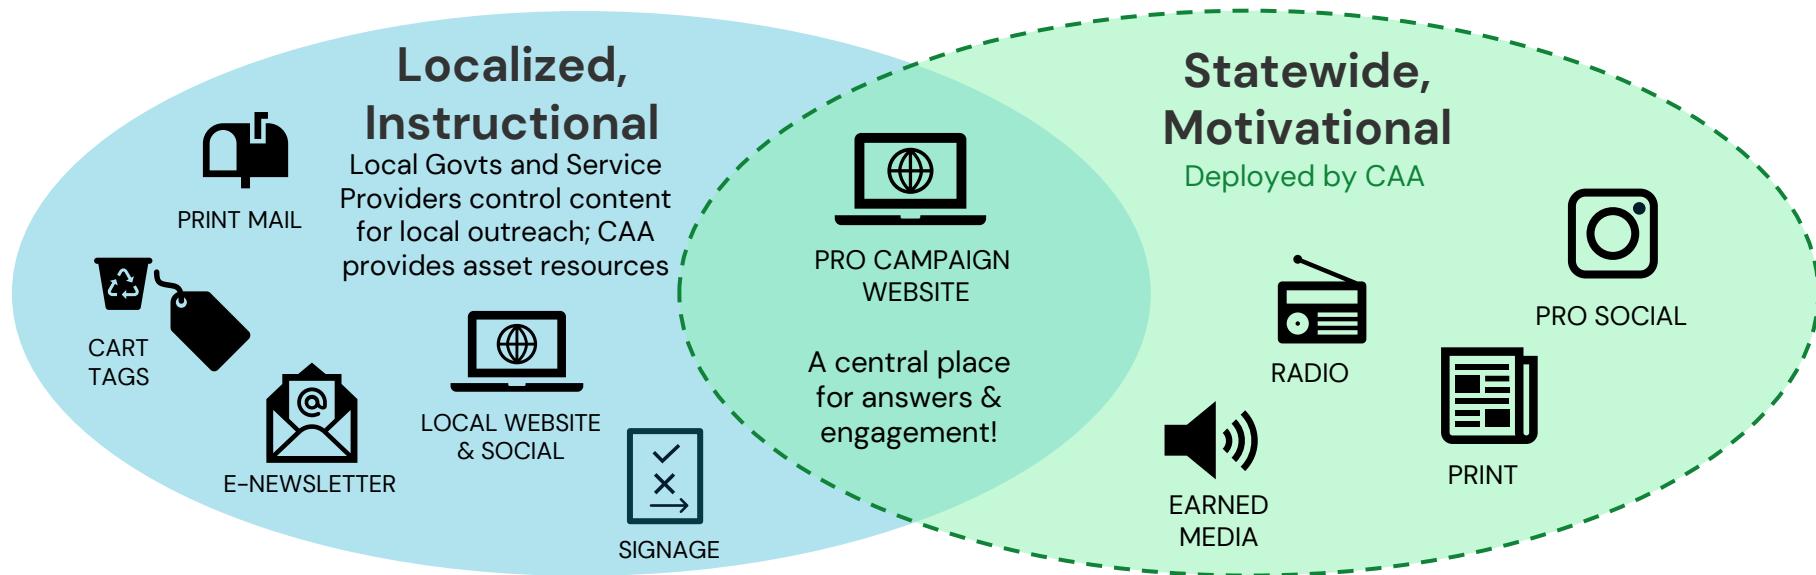 Localized,
Instructional
Local Govts and Service
Providers control content
for local outreach; CAA
provides asset resources
PRINT MAIL
CART
TAGS
E-NEWSLETTER
LOCAL WEBSITE
& SOCIAL
SIGNAGE
PRO CAMPAIGN
WEBSITE
A central place
for answers &
engagement!
Statewide,
Motivational
Deployed by CAA
RADIO
PRO SOCIAL
EARNED
MEDIA
PRINT